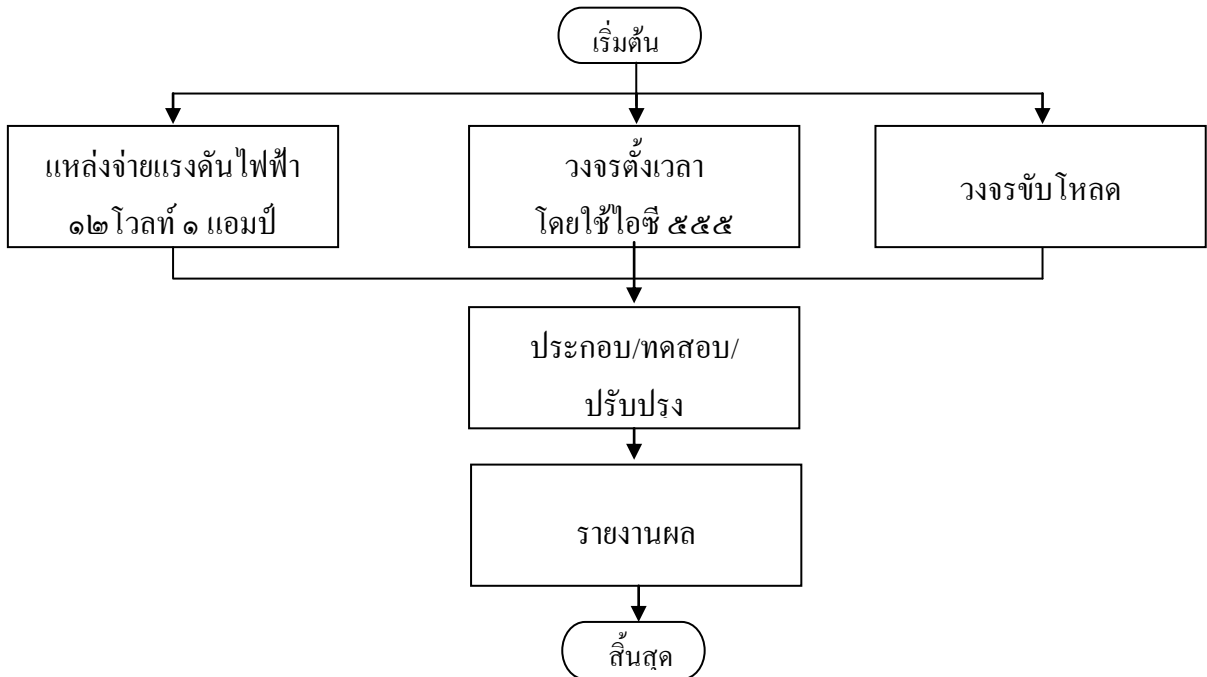 เริ่มต้น
แหล่งจ่ายแรงดันไฟฟ้า
๑๒ โวลท์ ๑ แอมป์
วงจรตั้งเวลา
โดยใช้ไอซี ๕๕๕
วงจรขับโหลด
ประกอบ/ทดสอบ/
ปรับปรุง
รายงานผล
สิ้นสุด